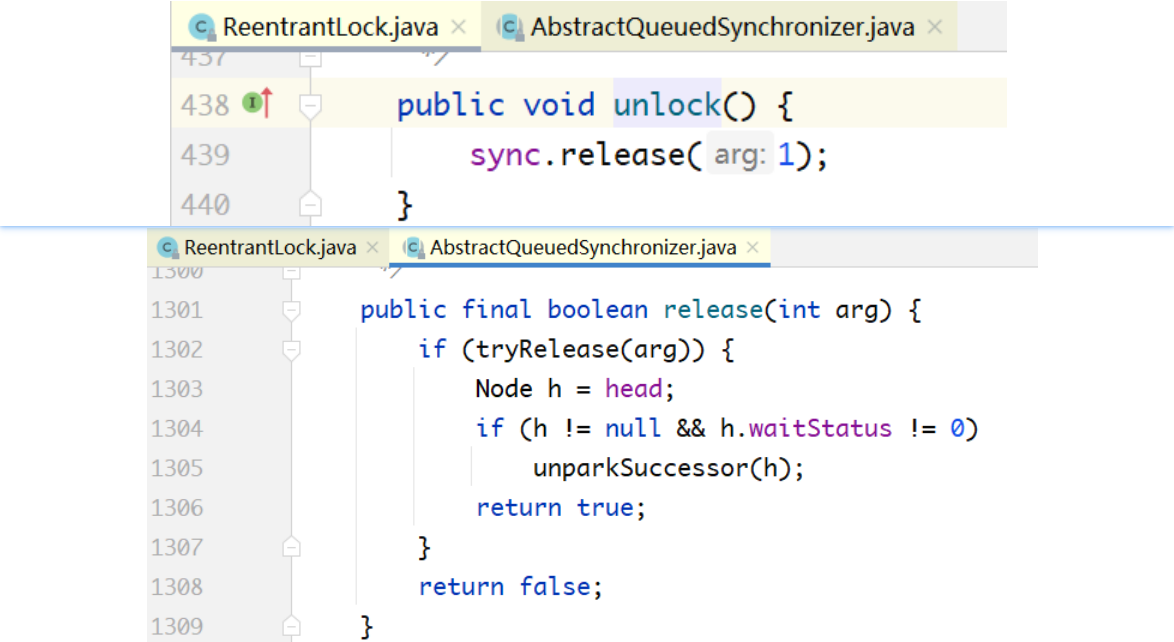 ReentrantLock.java × AbstractQueuedSynchronizer.java ×
437 */
438 public void unlock() {
439 sync.release( arg: 1);
440 }
ReentrantLock.java × AbstractQueuedSynchronizer.java ×
1300 */
1301 public final boolean release(int arg) {
1302 if (tryRelease(arg)) {
1303 Node h = head;
1304 if (h != null && h.waitStatus != 0)
1305 unparkSuccessor(h);
1306 return true;
1307 }
1308 return false;
1309 }